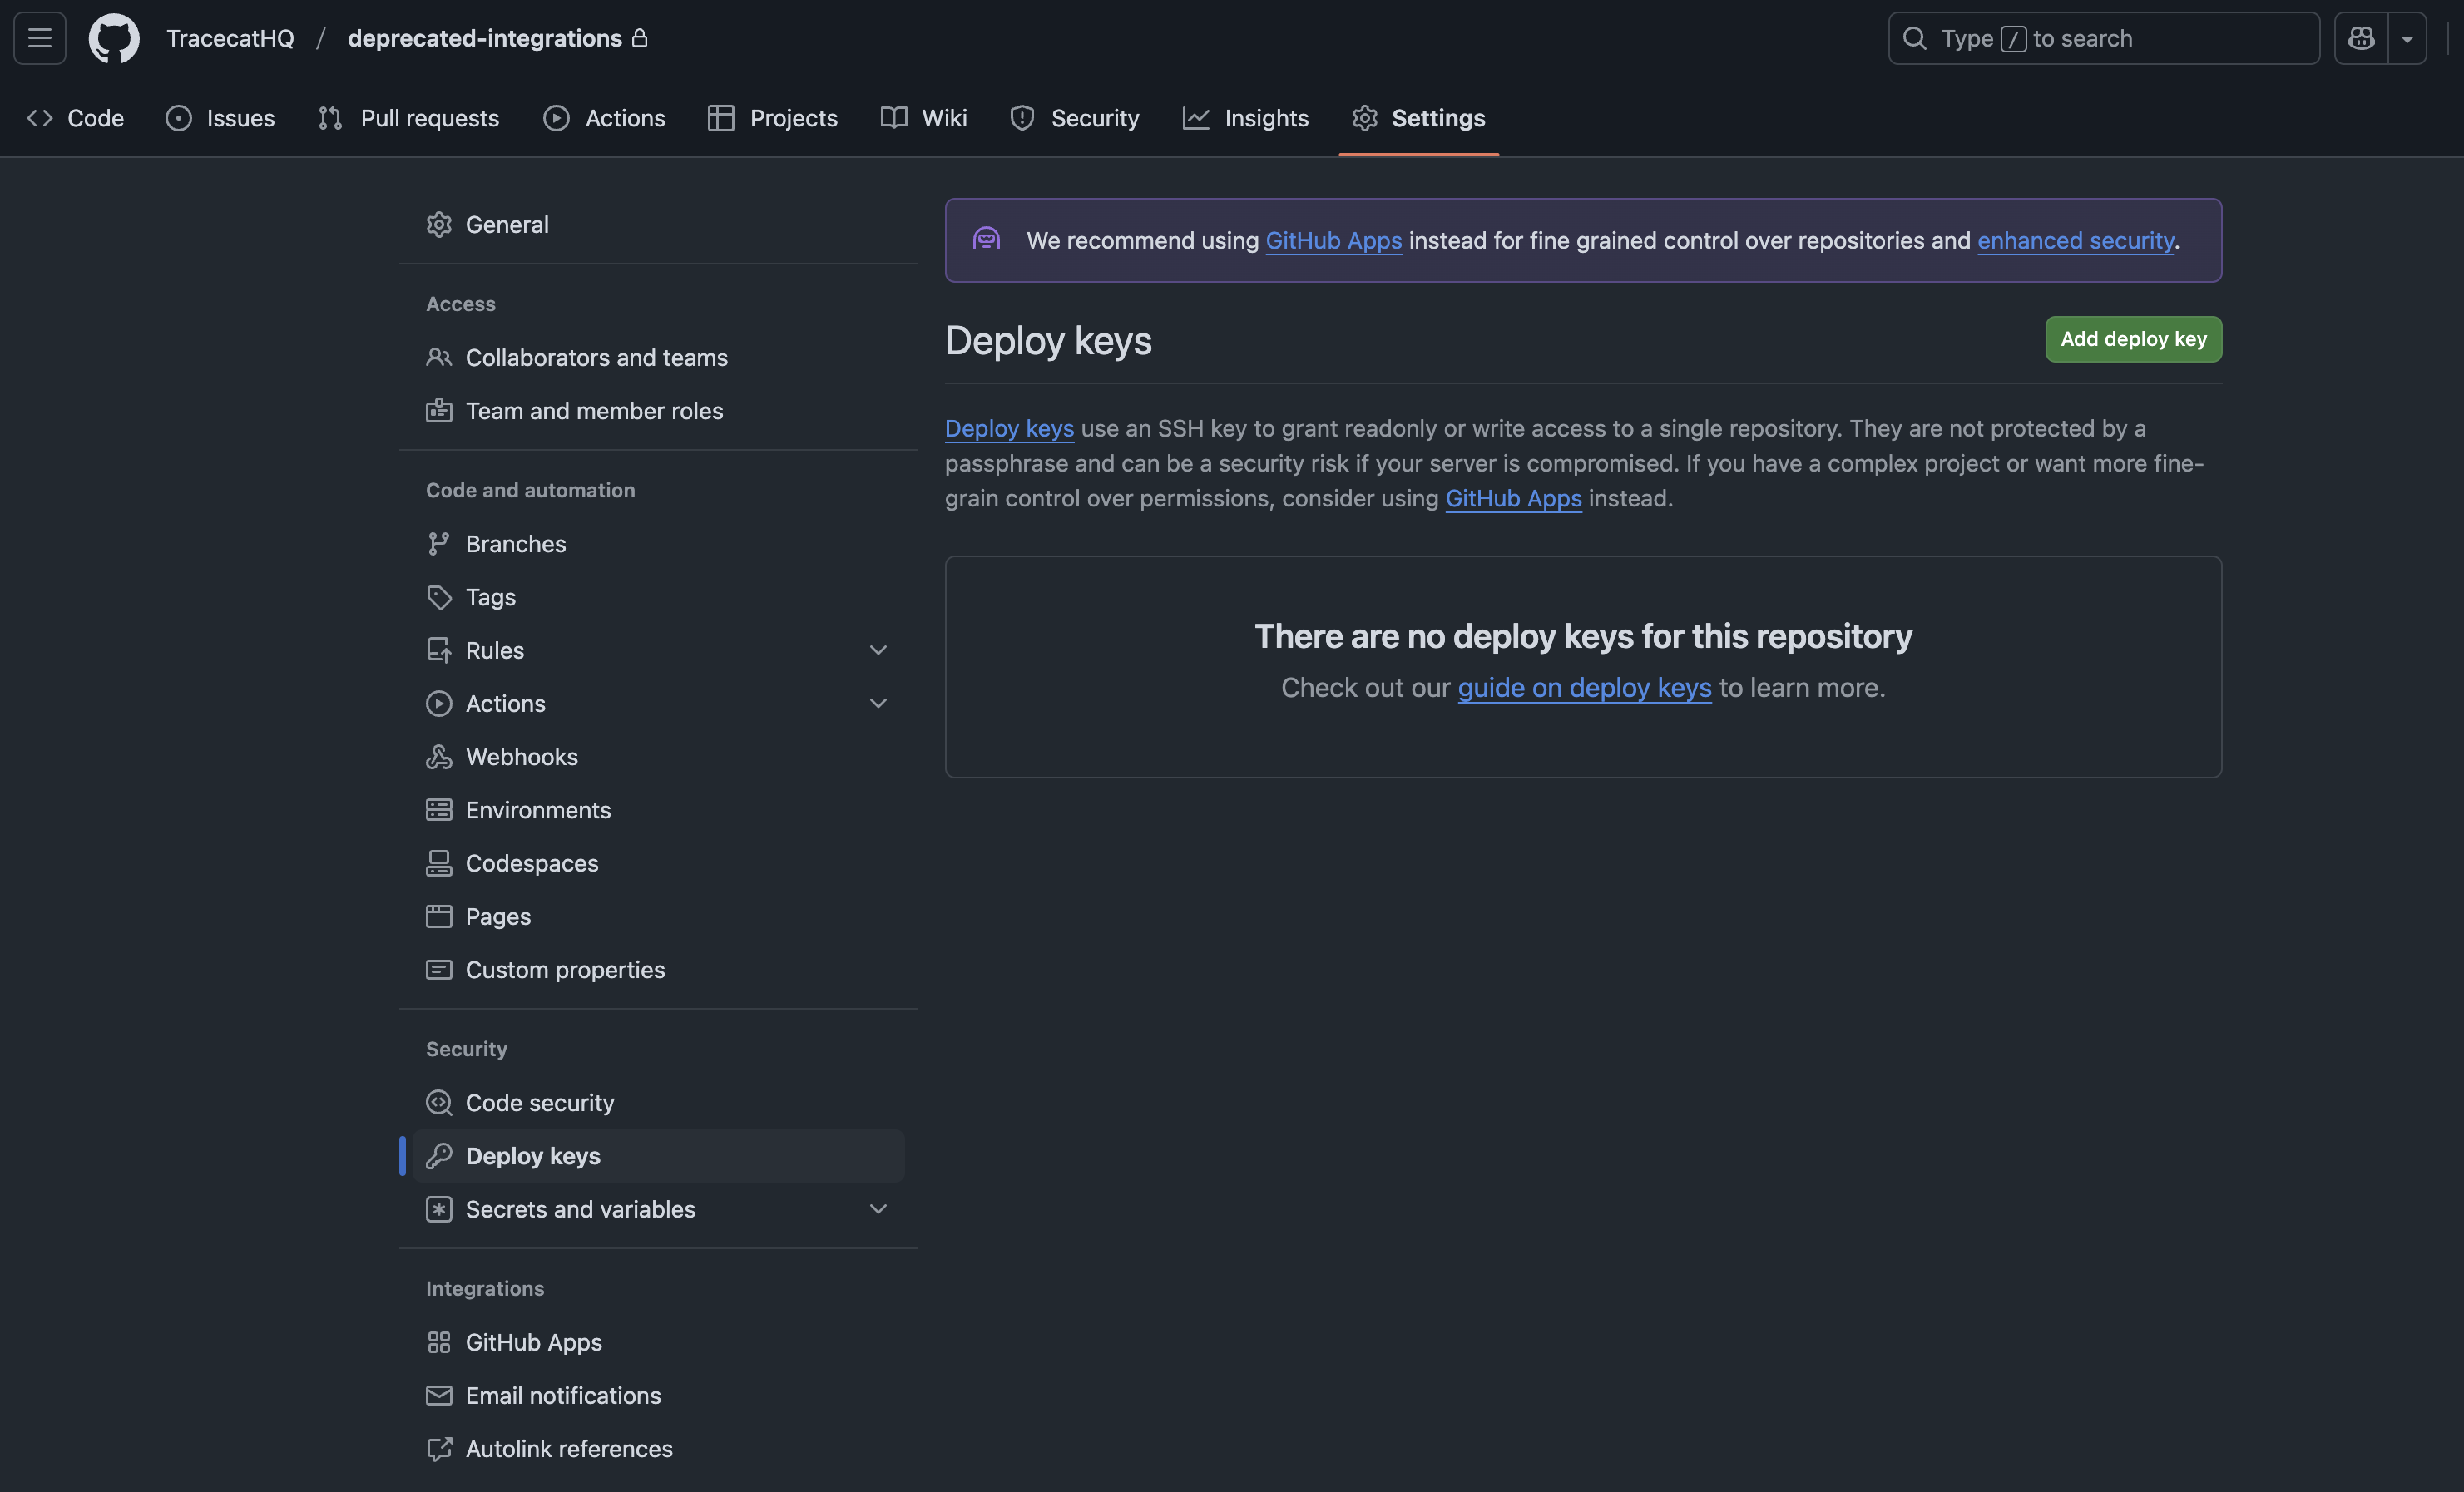 TracecatHQ / deprecated-integrations
Type / to search
Code Issues Pull requests Actions Projects Wiki Security Insights Settings
General
Access
Collaborators and teams
Team and member roles
Code and automation
Branches
Tags
Rules
Actions
Webhooks
Environments
Codespaces
Pages
Custom properties
Security
Code security
Deploy keys
Secrets and variables
Integrations
GitHub Apps
Email notifications
Autolink references
We recommend using GitHub Apps instead for fine grained control over repositories and enhanced security.
Deploy keys
Add deploy key
Deploy keys use an SSH key to grant readonly or write access to a single repository. They are not protected by a
passphrase and can be a security risk if your server is compromised. If you have a complex project or want more fine-
grain control over permissions, consider using GitHub Apps instead.
There are no deploy keys for this repository
Check out our guide on deploy keys to learn more.